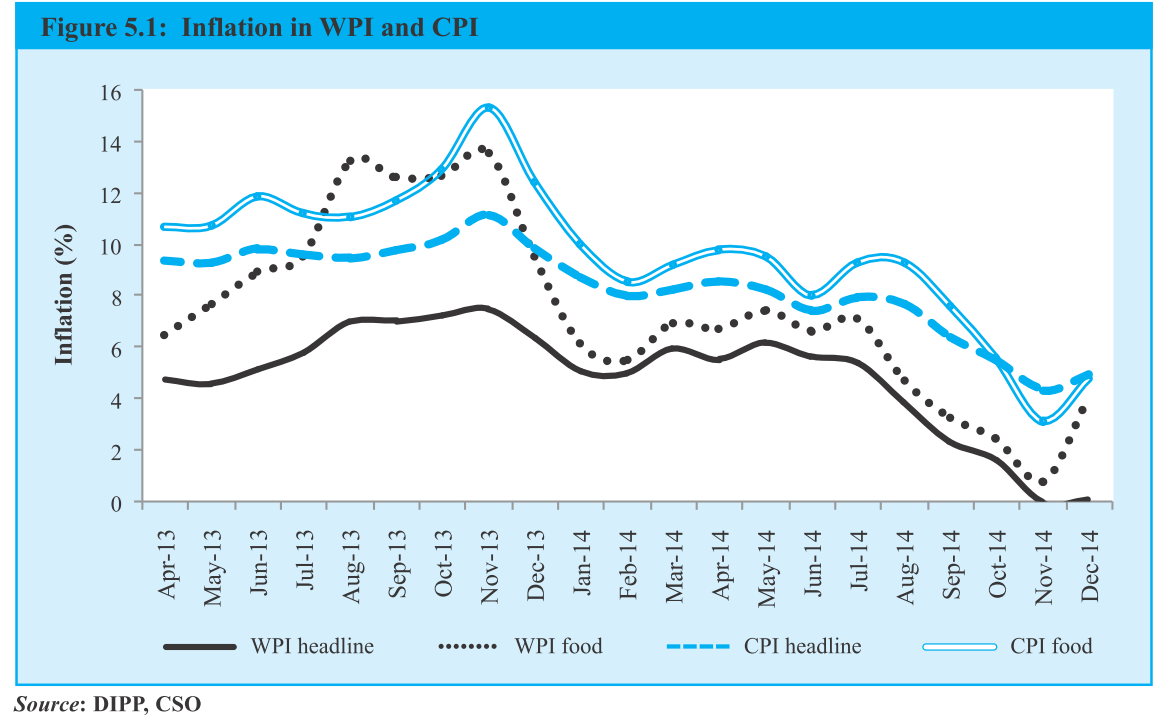 Figure 5.1: Inflation in WPI and CPI
Inflation (%)
16
14
12
10
8
6
4
2
0
Apr-13
May-13
Jun-13
Jul-13
Aug-13
Sep-13
Oct-13
Nov-13
Dec-13
Jan-14
Feb-14
Mar-14
Apr-14
May-14
Jun-14
Jul-14
Aug-14
Sep-14
Oct-14
Nov-14
Dec-14
WPI headline WPI food CPI headline CPI food
Source: DIPP, CSO